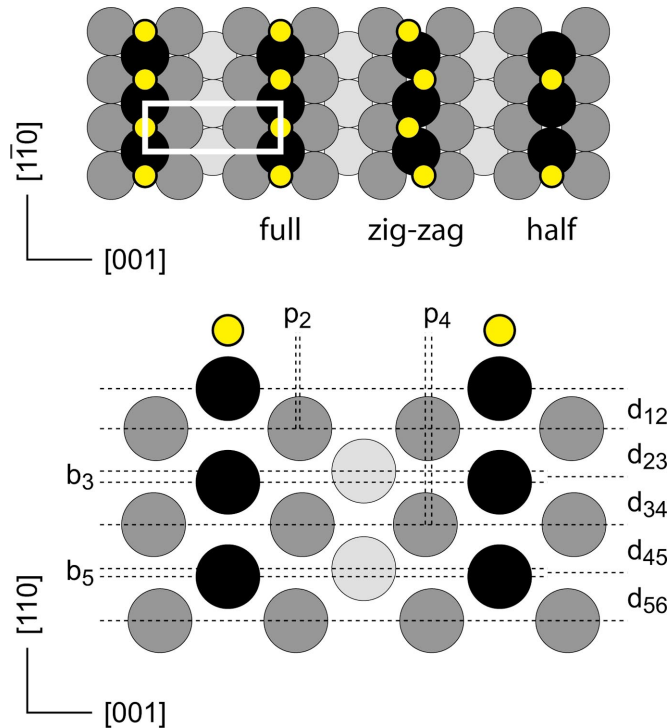 [11̅0]
[001]
full zig-zag half
p₂ p₄
d₁₂
d₂₃
b₃
d₃₄
d₄₅
b₅
d₅₆
[110]
[001]